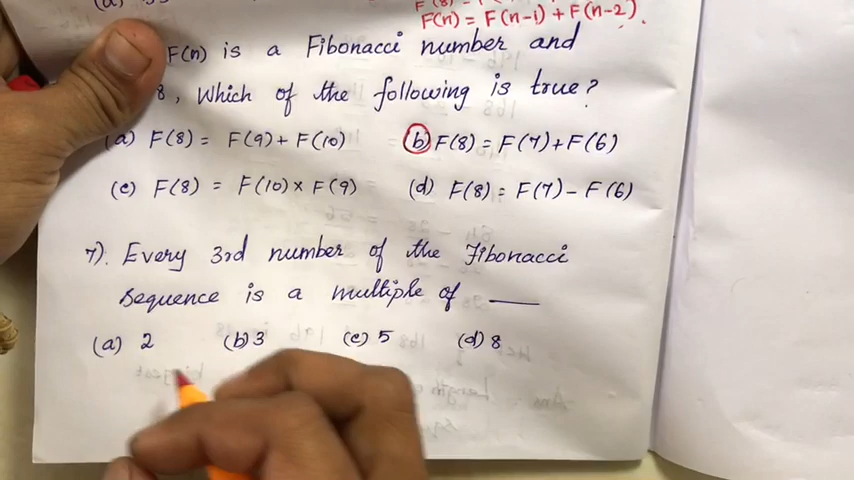 F(n) = F(n-1) + F(n-2).
F(n) is a Fibonacci number and
8, Which of the following is true?
(a) F(8) = F(9) + F(10) (b) F(8) = F(7) + F(6)
(c) F(8) = F(10) × F(9) (d) F(8) = F(7) - F(6)
7). Every 3rd number of the Fibonacci
sequence is a multiple of ___
(a) 2 (b) 3 (c) 5 (d) 8